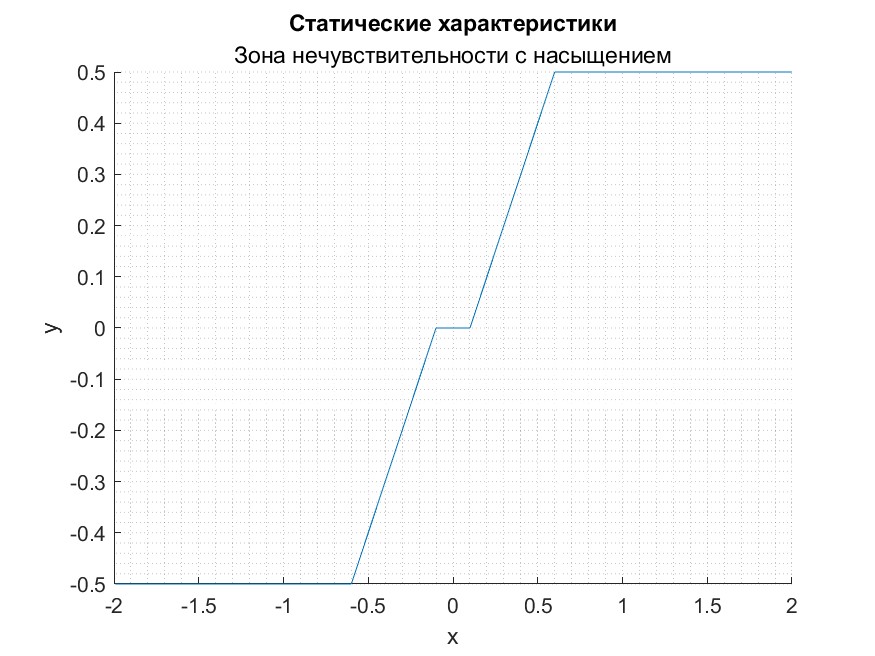 Статические характеристики
Зона нечувствительности с насыщением
0.5
0.4
0.3
0.2
0.1
0
-0.1
-0.2
-0.3
-0.4
-0.5
y
-2 -1.5 -1 -0.5 0 0.5 1 1.5 2
x